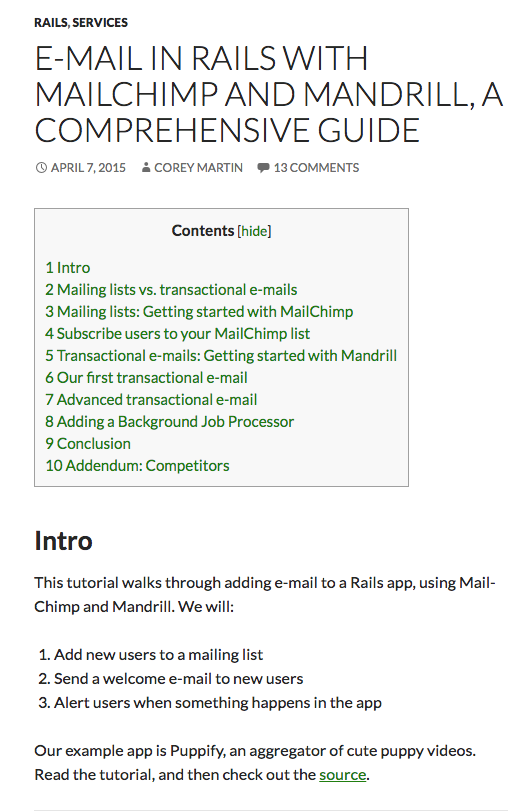 RAILS, SERVICES
E-MAIL IN RAILS WITH
MAILCHIMP AND MANDRILL, A
COMPREHENSIVE GUIDE
APRIL 7, 2015 COREY MARTIN 13 COMMENTS
Contents [hide]
1 Intro
2 Mailing lists vs. transactional e-mails
3 Mailing lists: Getting started with MailChimp
4 Subscribe users to your MailChimp list
5 Transactional e-mails: Getting started with Mandrill
6 Our first transactional e-mail
7 Advanced transactional e-mail
8 Adding a Background Job Processor
9 Conclusion
10 Addendum: Competitors
Intro
This tutorial walks through adding e-mail to a Rails app, using Mail-
Chimp and Mandrill. We will:
1. Add new users to a mailing list
2. Send a welcome e-mail to new users
3. Alert users when something happens in the app
Our example app is Puppify, an aggregator of cute puppy videos.
Read the tutorial, and then check out the source.